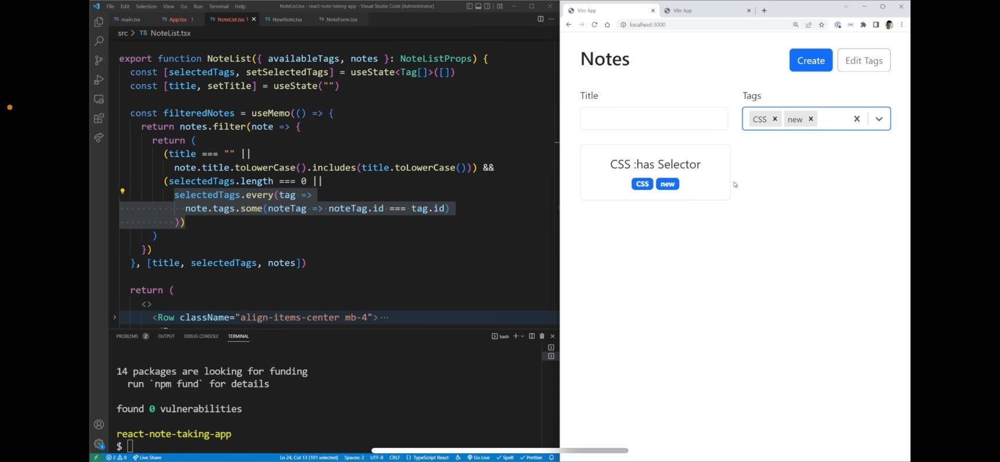 File Edit Selection View Go Run Terminal Help
NoteList.tsx - react-note-taking-app - Visual Studio Code [Administrator]
main.tsx
App.tsx 1
NoteList.tsx 1
NewNote.tsx
NoteForm.tsx
src > TS NoteList.tsx
export function NoteList({ availableTags, notes }: NoteListProps) {
const [selectedTags, setSelectedTags] = useState<Tag[]>([])
const [title, setTitle] = useState("")
const filteredNotes = useMemo(() => {
return notes.filter(note => {
return (
(title === "" ||
note.title.toLowerCase().includes(title.toLowerCase())) &&
(selectedTags.length === 0 ||
selectedTags.every(tag =>
note.tags.some(noteTag => noteTag.id === tag.id)
))
)
})
}, [title, selectedTags, notes])
return (
<>
<Row className="align-items-center mb-4"> ···
PROBLEMS 2 OUTPUT DEBUG CONSOLE TERMINAL
bash
14 packages are looking for funding
run `npm fund` for details
found 0 vulnerabilities
react-note-taking-app
$
2 0 Live Share
Ln 24, Col 13 (101 selected) Spaces: 2 UTF-8 CRLF {} TypeScript React Go Live Spell Prettier
Vite App
Vite App
localhost:3000
Notes
Create
Edit Tags
Title
Tags
CSS
new
CSS :has Selector
CSS new